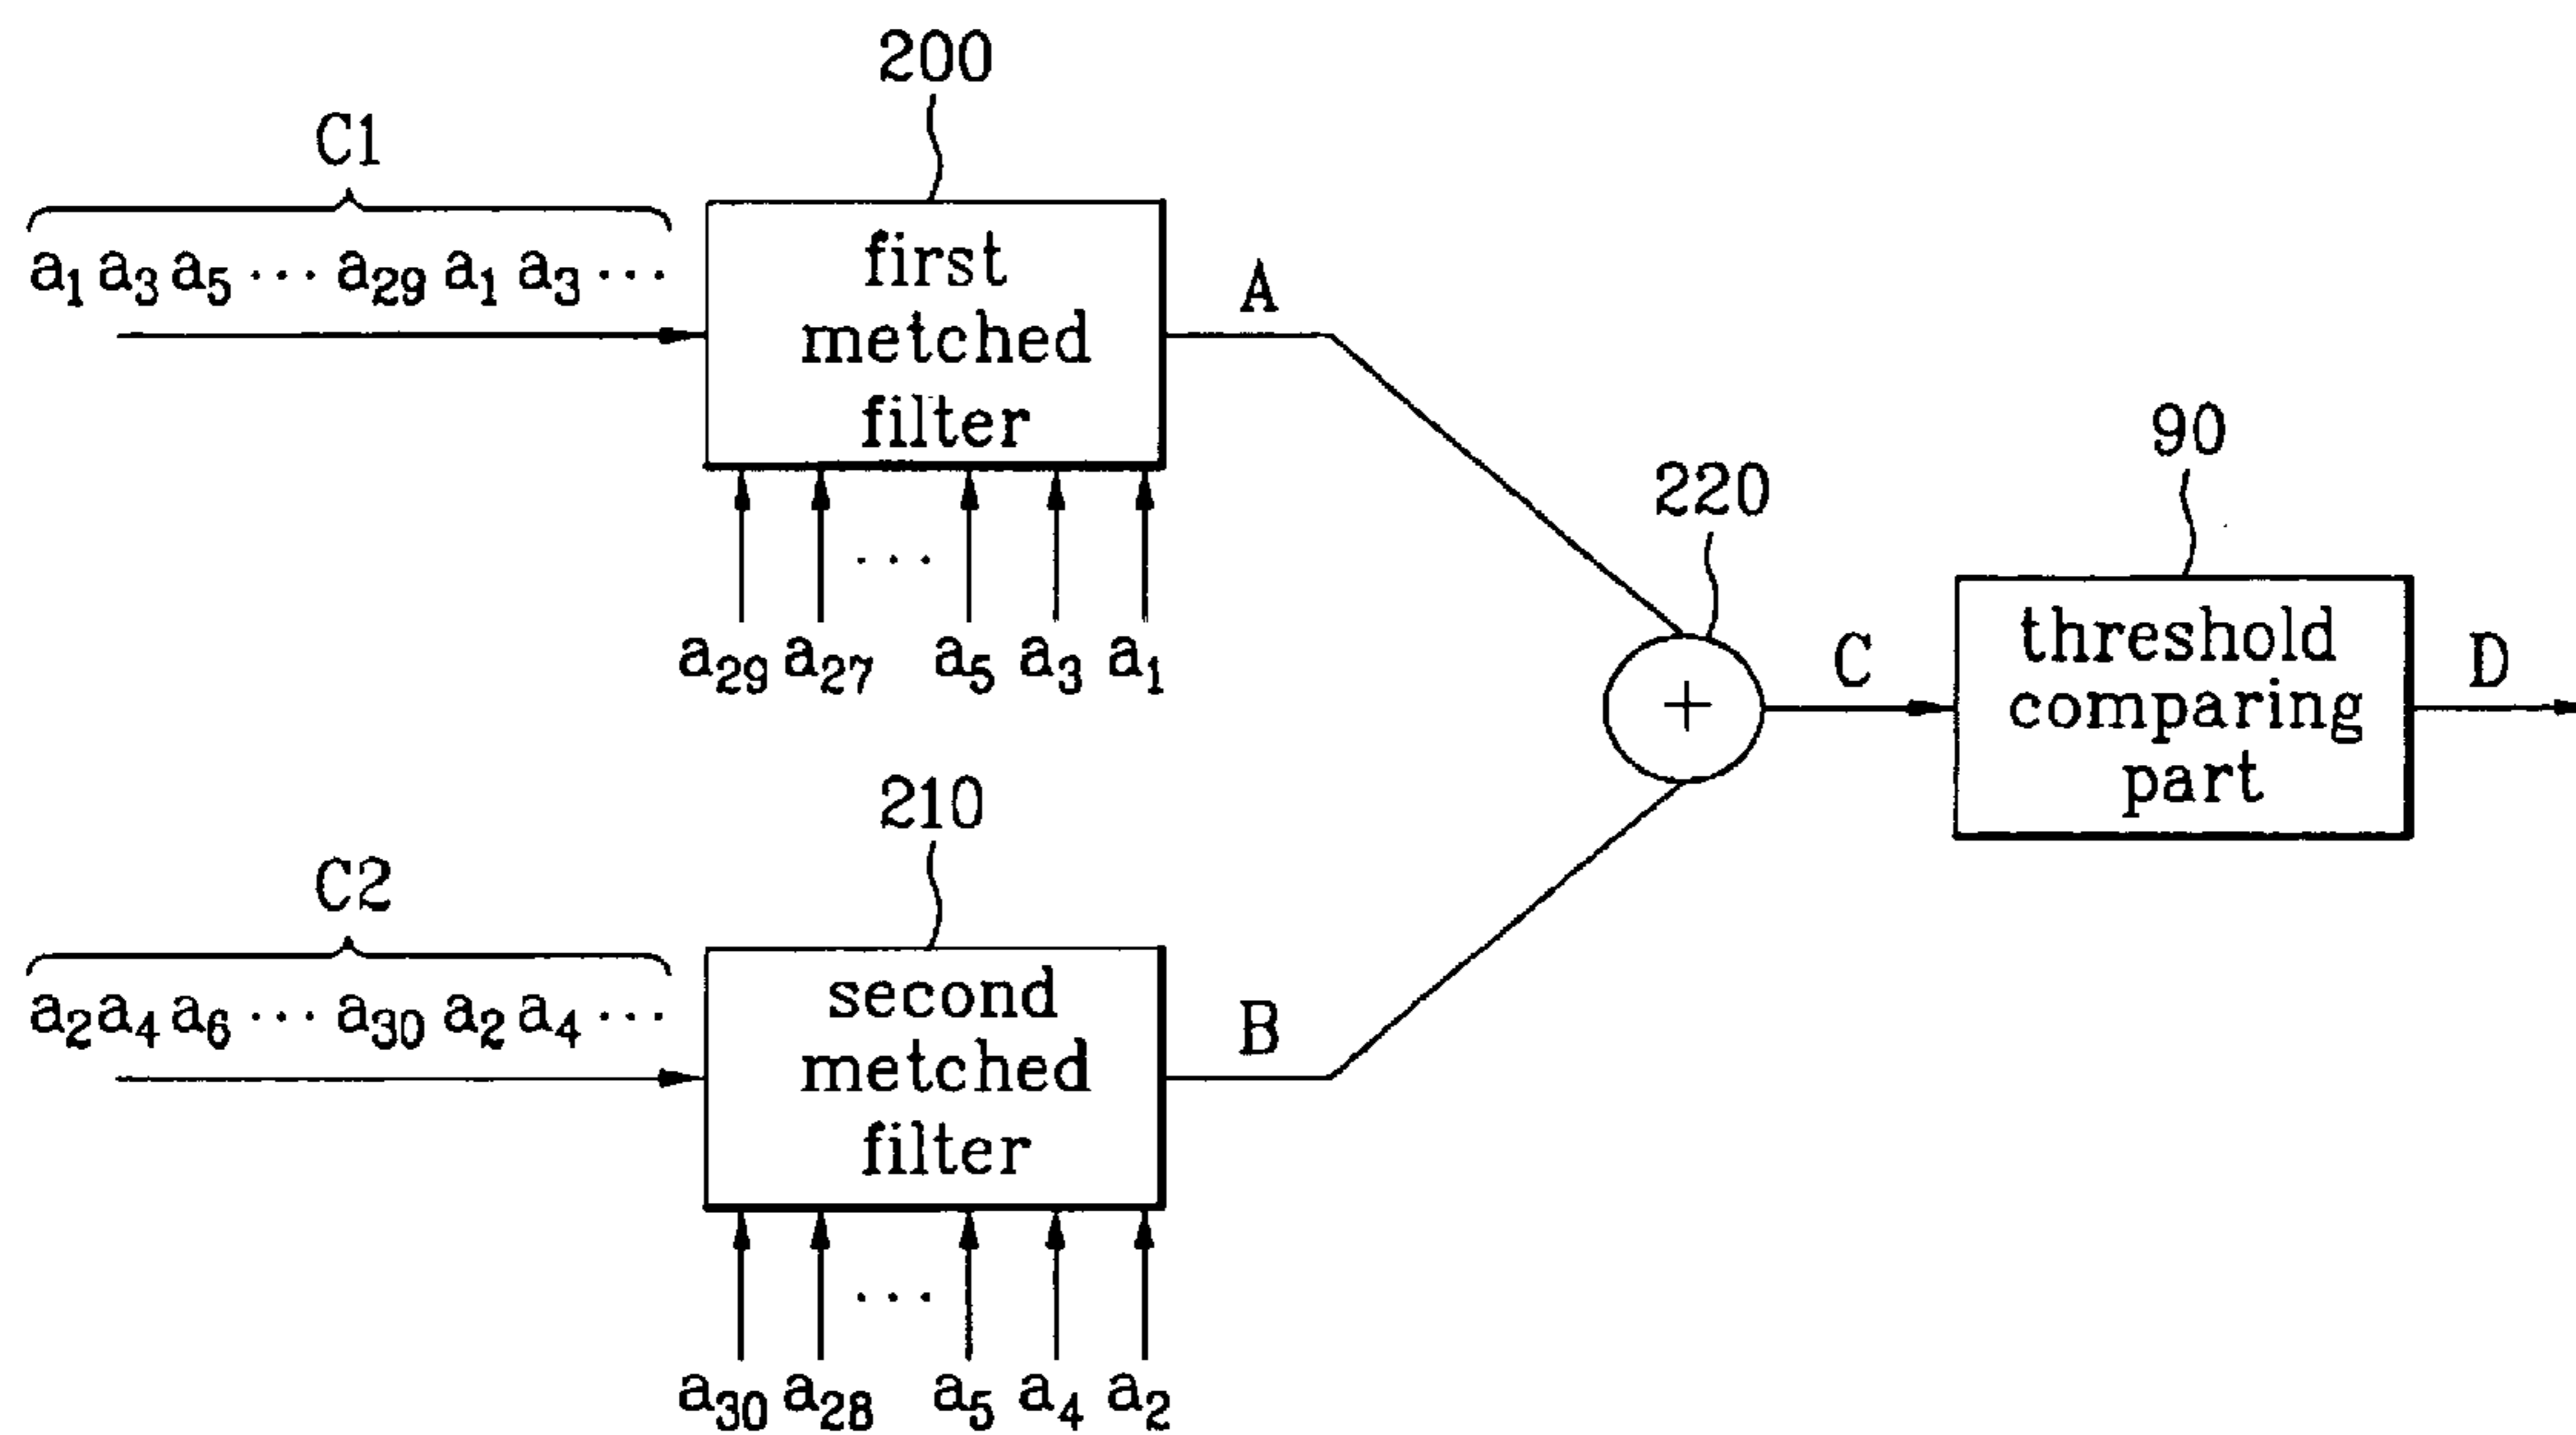 200
C1
a1 a3 a5 ··· a29 a1 a3 ···
first
metched
filter
A
a29 a27 ··· a5 a3 a1
220
+
C
90
threshold
comparing
part
D
210
C2
a2 a4 a6 ··· a30 a2 a4 ···
second
metched
filter
B
a30 a28 ··· a5 a4 a2